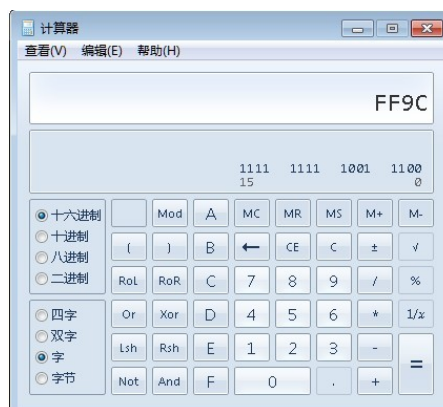 计算器
查看(V) 编辑(E) 帮助(H)
FF9C
1111 1111 1001 1100
15 0
十六进制 Mod A MC MR MS M+ M-
十进制
八进制 ( ) B ← CE C ± √
二进制 RoL RoR C 7 8 9 / %
四字 Or Xor D 4 5 6 * 1/x
双字
字 Lsh Rsh E 1 2 3 - =
字节 Not And F 0 . +